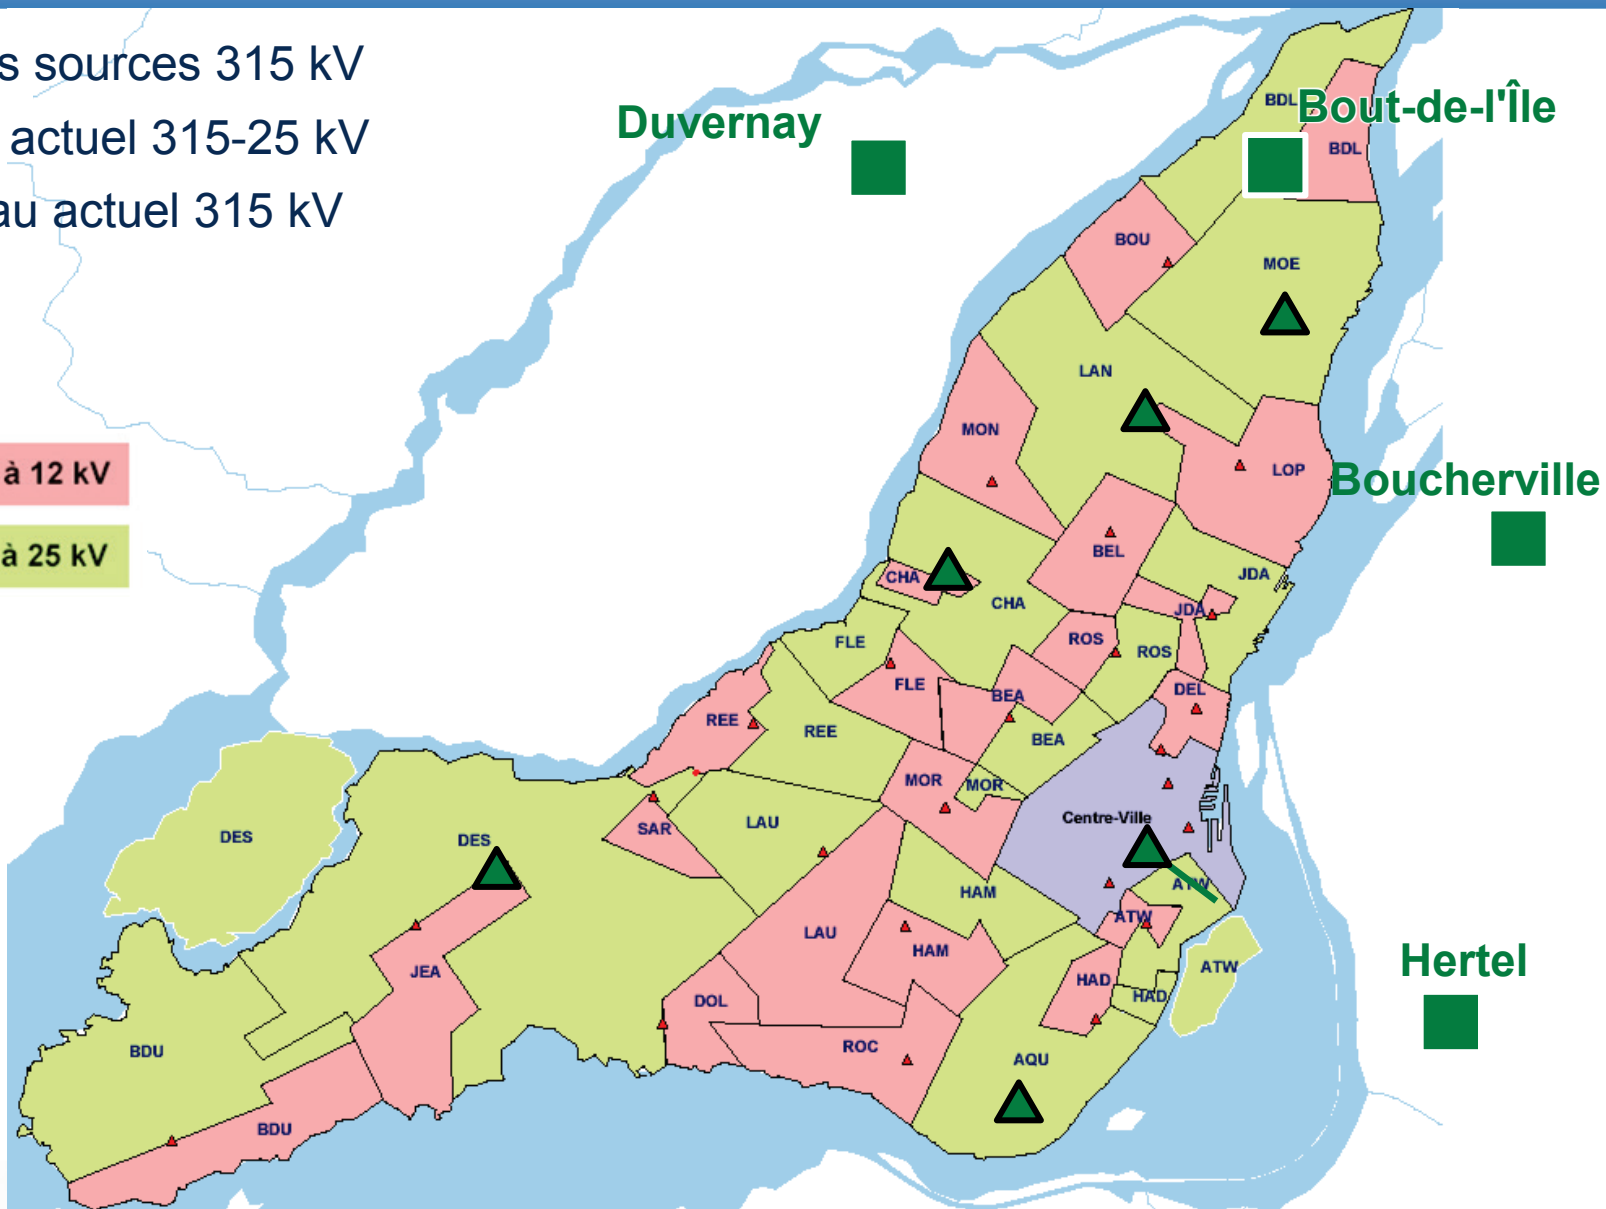 s sources 315 kV
actuel 315-25 kV
au actuel 315 kV
à 12 kV
à 25 kV
Duvernay
Bout-de-l'Île
Boucherville
Hertel
BDL
BDL
BOU
MOE
LAN
MON
LOP
BEL
JDA
CHA
CHA
JDA
FLE
ROS
ROS
FLE
BEA
DEL
REE
REE
BEA
MOR
MOR
Centre-Ville
DES
DES
SAR
LAU
HAM
ATW
ATW
LAU
HAM
ATW
JEA
DOL
HAD
HAD
BDU
ROC
AQU
BDU